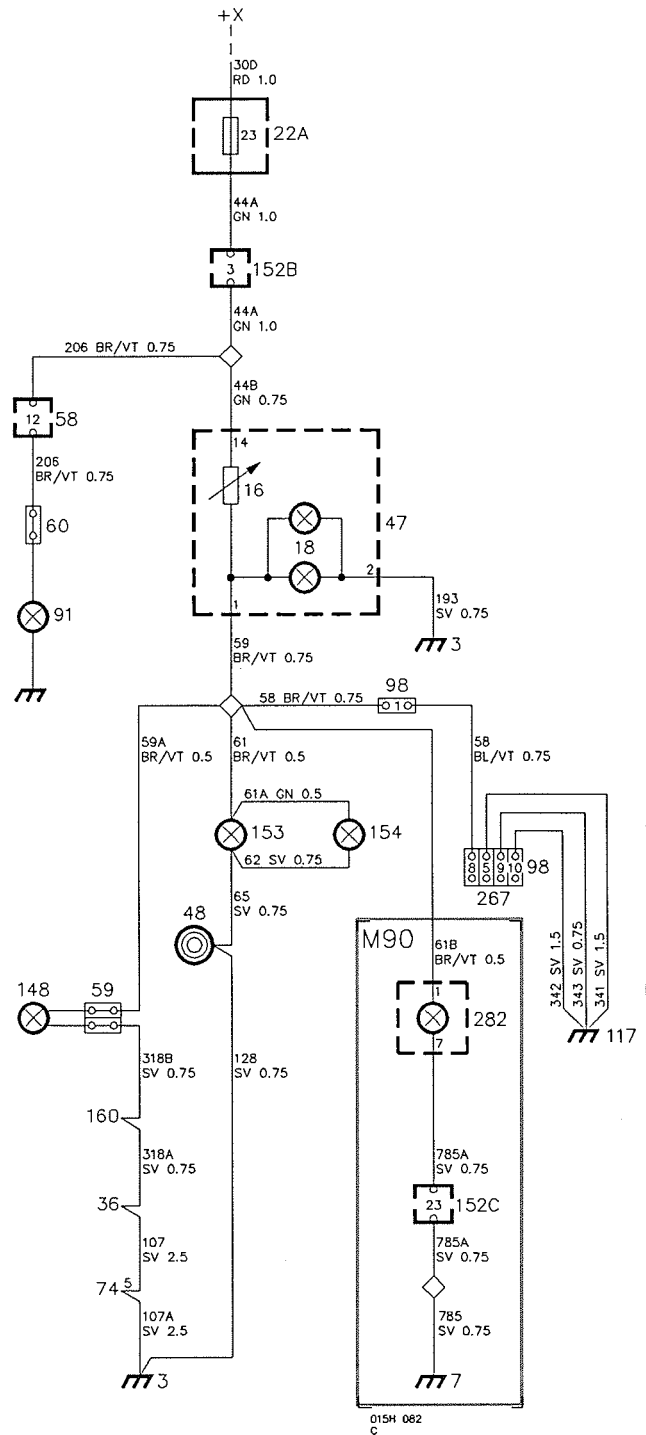 +X
30D
RD 1.0
23
22A
44A
GN 1.0
3
152B
44A
GN 1.0
206 BR/VT 0.75
44B
GN 0.75
12
58
14
206
BR/VT 0.75
16
47
60
18
2
91
1
193
SV 0.75
3
59
BR/VT 0.75
58 BR/VT 0.75
98
1
59A
BR/VT 0.5
61
BR/VT 0.5
58
BL/VT 0.75
61A GN 0.5
153
154
62 SV 0.75
8
5
9
10
98
267
65
SV 0.75
48
M90
61B
BR/VT 0.5
342 SV 1.5
343 SV 0.75
341 SV 1.5
148
59
1
282
7
117
318B
SV 0.75
128
SV 0.75
160
318A
SV 0.75
785A
SV 0.75
36
23
152C
107
SV 2.5
785A
SV 0.75
74
5
107A
SV 2.5
785
SV 0.75
3
7
015H 082
C